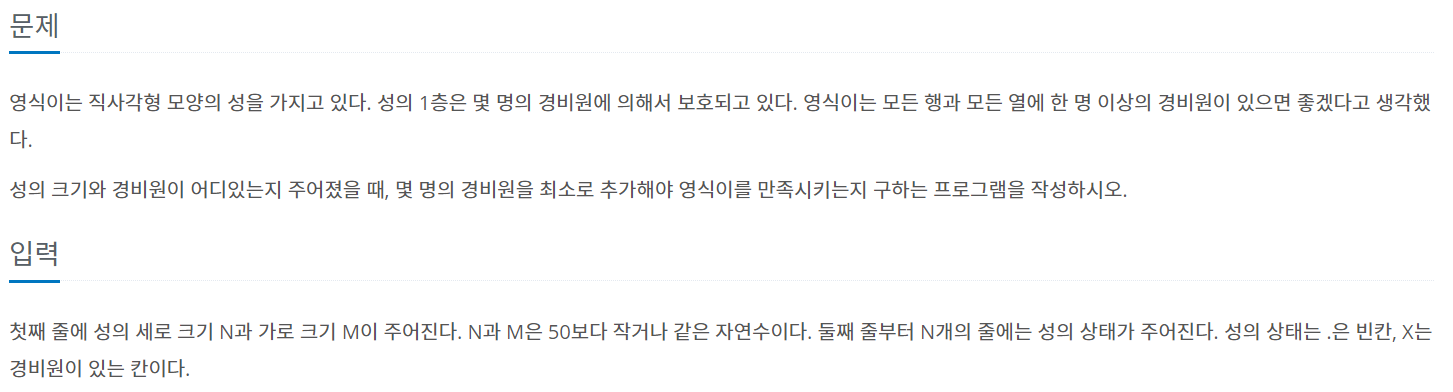 문제
영식이는 직사각형 모양의 성을 가지고 있다. 성의 1층은 몇 명의 경비원에 의해서 보호되고 있다. 영식이는 모든 행과 모든 열에 한 명 이상의 경비원이 있으면 좋겠다고 생각했
다.
성의 크기와 경비원이 어디있는지 주어졌을 때, 몇 명의 경비원을 최소로 추가해야 영식이를 만족시키는지 구하는 프로그램을 작성하시오.
입력
첫째 줄에 성의 세로 크기 N과 가로 크기 M이 주어진다. N과 M은 50보다 작거나 같은 자연수이다. 둘째 줄부터 N개의 줄에는 성의 상태가 주어진다. 성의 상태는 .은 빈칸, X는
경비원이 있는 칸이다.